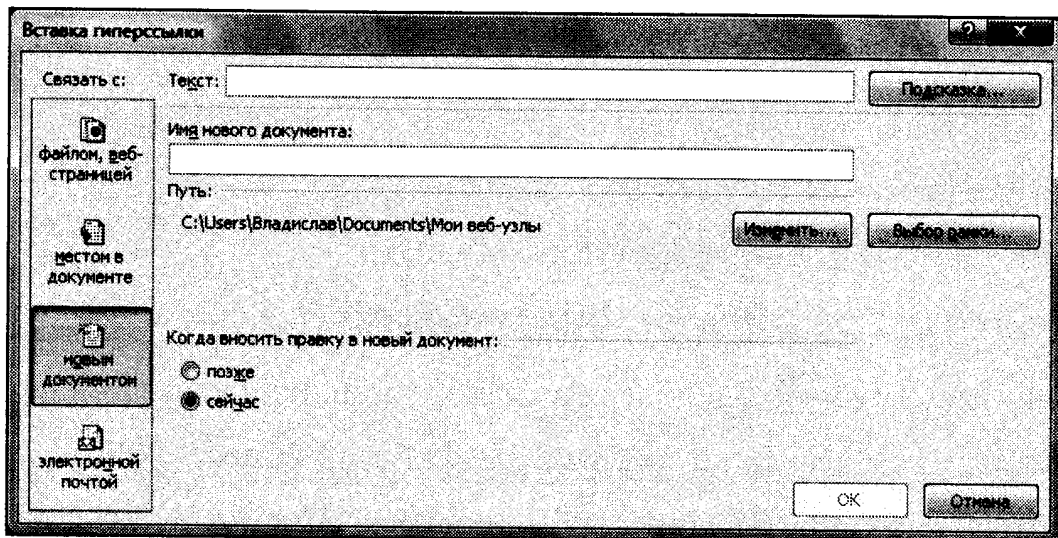 Вставка гиперссылки
Связать с:
Текст:
Подсказка...
файлом, веб-
страницей
Имя нового документа:
Путь:
C:\Users\Владислав\Documents\Мои веб-узлы
Изменить...
Выбор рамки...
местом в
документе
новым
документом
Когда вносить правку в новый документ:
позже
сейчас
электронной
почтой
ОК
Отмена